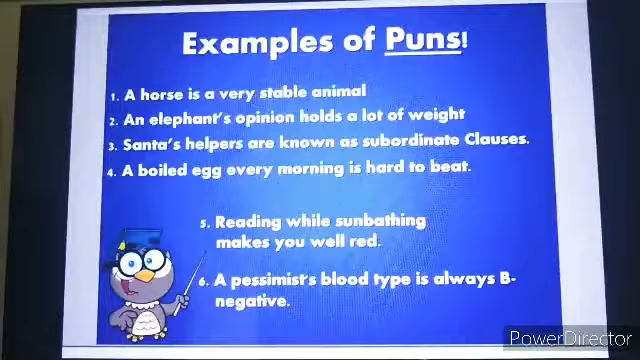 Examples of Puns!
1. A horse is a very stable animal
2. An elephant's opinion holds a lot of weight
3. Santa's helpers are known as subordinate Clauses.
4. A boiled egg every morning is hard to beat.
5. Reading while sunbathing
makes you well red.
6. A pessimist's blood type is always B-
negative.
PowerDirector